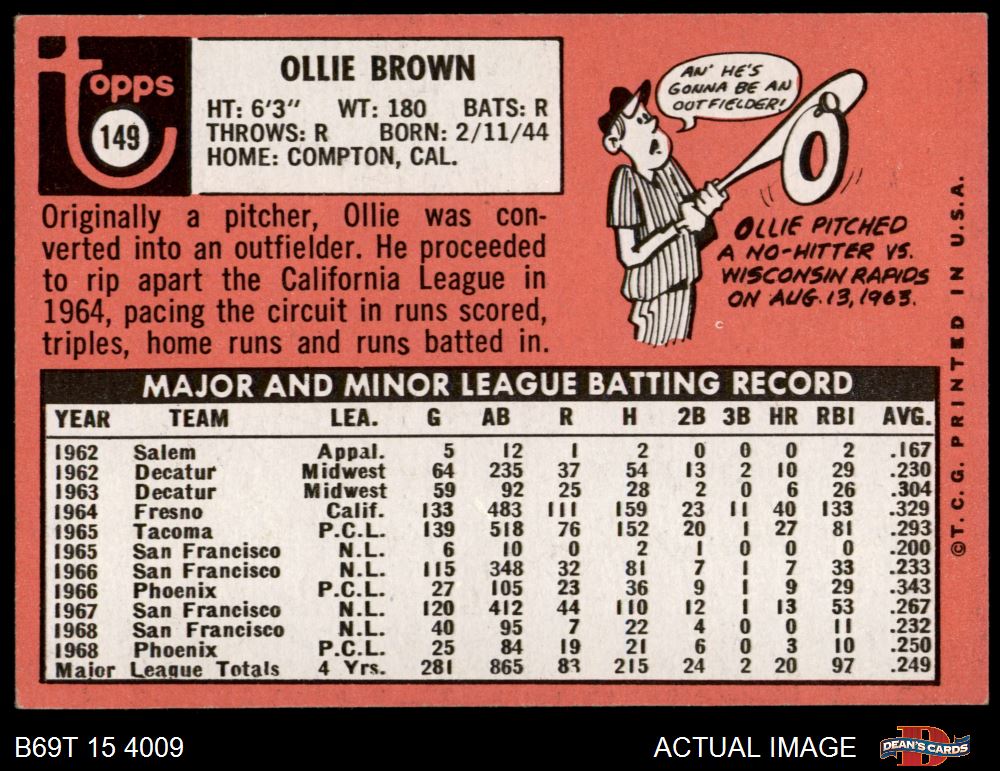 Topps
149
OLLIE BROWN
HT: 6'3" WT: 180 BATS: R
THROWS: R BORN: 2/11/44
HOME: COMPTON, CAL.
Originally a pitcher, Ollie was con-
verted into an outfielder. He proceeded
to rip apart the California League in
1964, pacing the circuit in runs scored,
triples, home runs and runs batted in.
AN' HE'S
GONNA BE AN
OUTFIELDER!
OLLIE PITCHED
A NO-HITTER VS.
WISCONSIN RAPIDS
ON AUG. 13, 1963.
MAJOR AND MINOR LEAGUE BATTING RECORD
YEAR TEAM LEA. G AB R H 2B 3B HR RBI AVG.
1962 Salem Appal. 5 12 1 2 0 0 0 2 .167
1962 Decatur Midwest 64 235 37 54 13 2 10 29 .230
1963 Decatur Midwest 59 92 25 28 2 0 6 26 .304
1964 Fresno Calif. 133 483 111 159 23 11 40 133 .329
1965 Tacoma P.C.L. 139 518 76 152 20 1 27 81 .293
1965 San Francisco N.L. 6 10 0 2 1 0 0 0 .200
1966 San Francisco N.L. 115 348 32 81 7 1 7 33 .233
1966 Phoenix P.C.L. 27 105 23 36 9 1 9 29 .343
1967 San Francisco N.L. 120 412 44 110 12 1 13 53 .267
1968 San Francisco N.L. 40 95 7 22 4 0 0 11 .232
1968 Phoenix P.C.L. 25 84 19 21 6 0 3 10 .250
Major League Totals 4 Yrs. 281 865 83 215 24 2 20 97 .249
©T.C.G. PRINTED IN U.S.A.
B69T 15 4009
ACTUAL IMAGE
D
DEAN'S CARDS